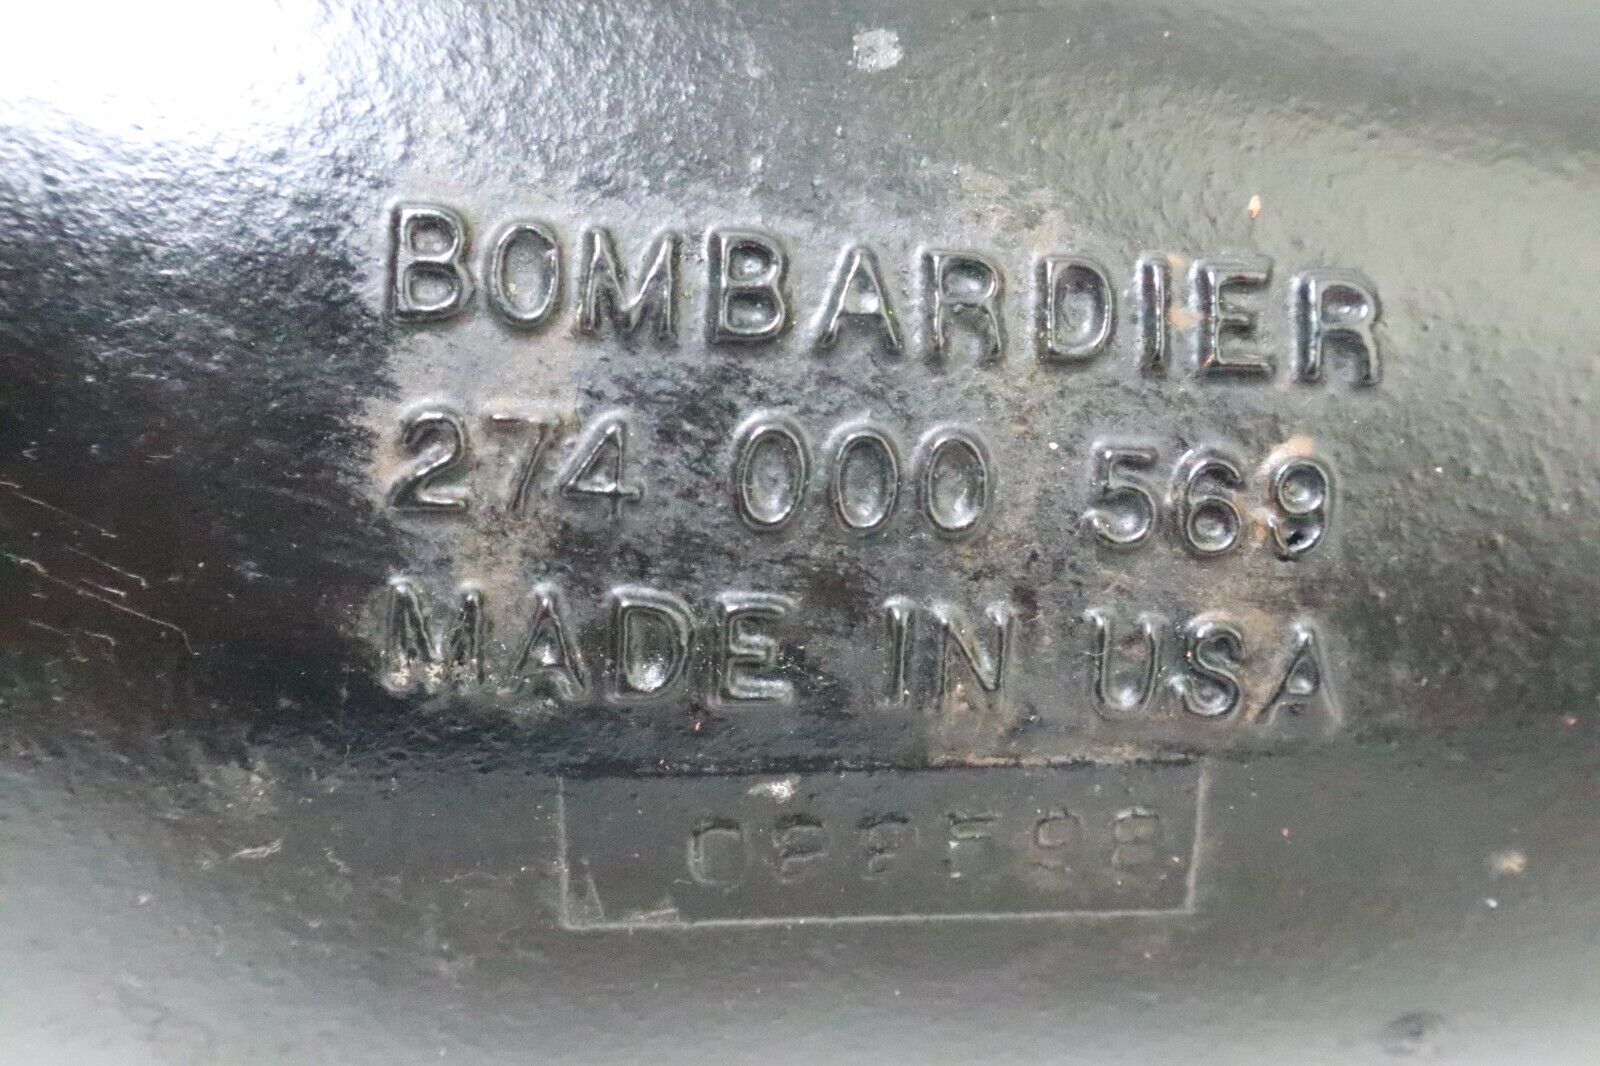 BOMBARDIER
274 000 569
MADE IN USA